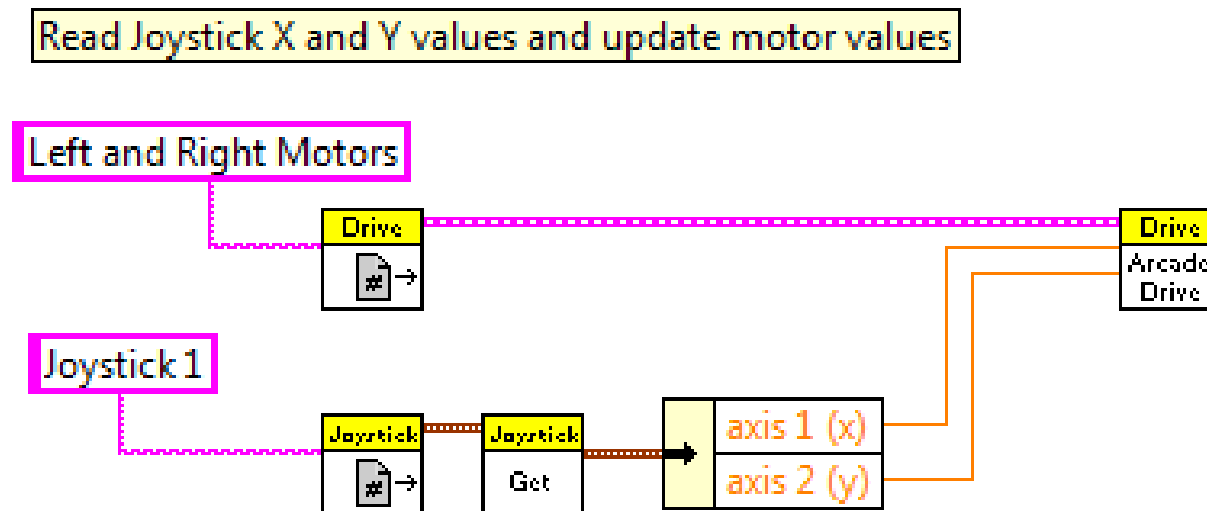 Read Joystick X and Y values and update motor values
Left and Right Motors
Drive
#
Drive
Arcade
Drive
Joystick 1
Joystick
#
Joystick
Get
axis 1 (x)
axis 2 (y)